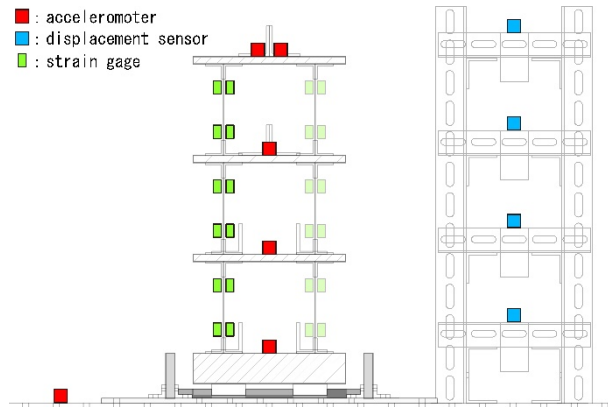 : acceleromoter
: displacement sensor
: strain gage